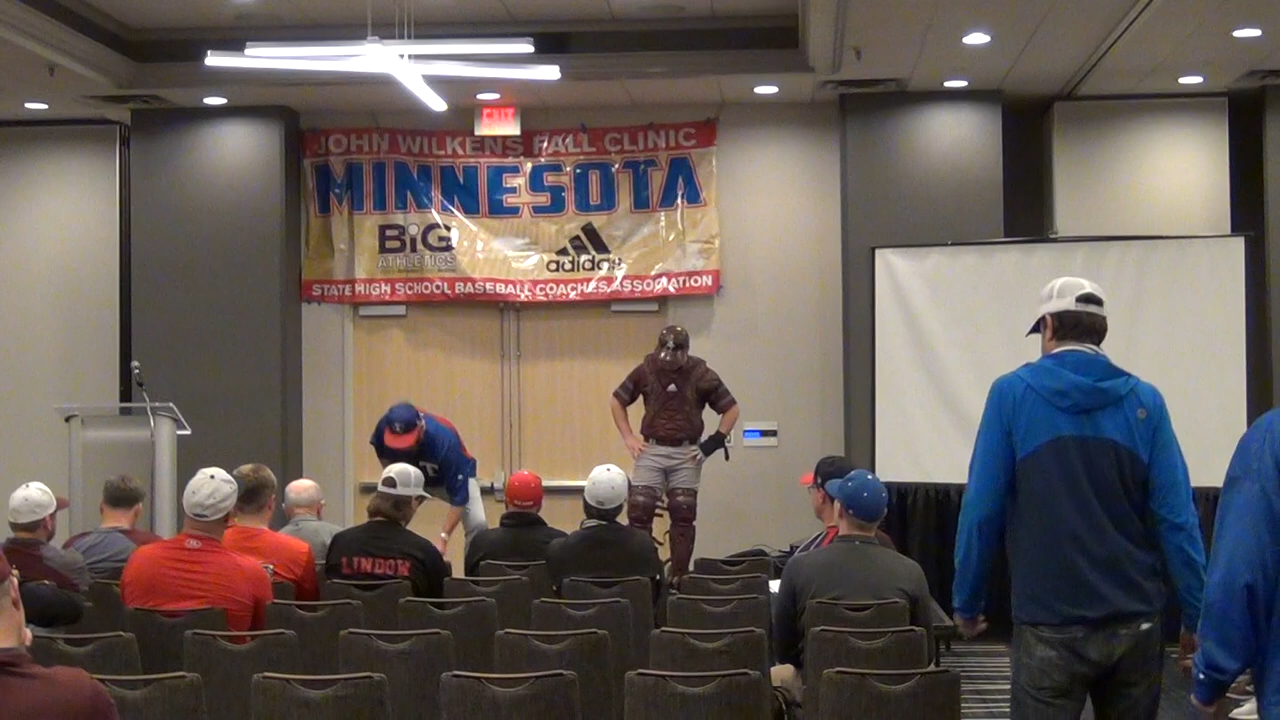 EXIT
JOHN WILKENS FALL CLINIC
MINNESOTA
BiG
ATHLETICS
adidas
STATE HIGH SCHOOL BASEBALL COACHES ASSOCIATION
T
LINDOW